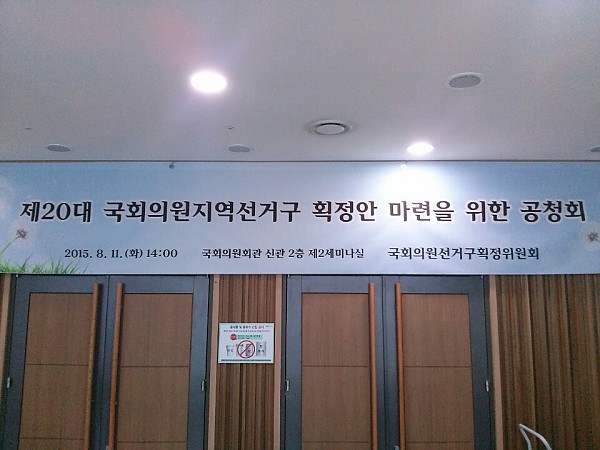 제20대 국회의원지역선거구 획정안 마련을 위한 공청회
2015. 8. 11. (화) 14:00 국회의원회관 신관 2층 제2세미나실 국회의원선거구획정위원회